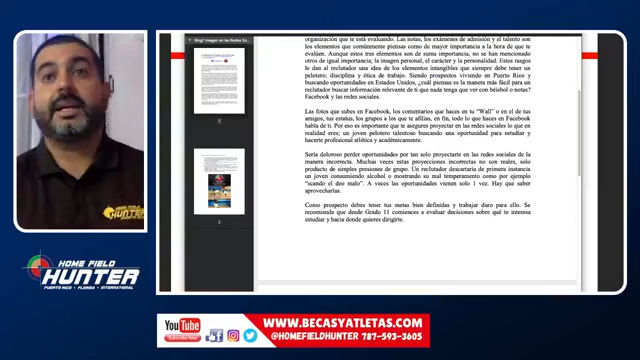 Blog! Imagen en las Redes So
organización que te está evaluando. Las notas, los exámenes de admisión y el talento son
los elementos que comúnmente piensas como de mayor importancia a la hora de que te
evalúen. Aunque estos tres elementos son de suma importancia, no se han mencionado
otros de igual importancia, la imagen personal, el carácter y la personalidad. Estos rasgos
le dan al reclutador una idea de los elementos intangibles que siempre debe tener un
pelotero; disciplina y ética de trabajo. Siendo prospectos viviendo en Puerto Rico y
buscando oportunidades en Estados Unidos, ¿cuál piensas es la manera más fácil para un
reclutador buscar información relevante de ti que nada tenga que ver con béisbol o notas?
Facebook y las redes sociales.
Las fotos que subes en Facebook, los comentarios que haces en tu "Wall" o en el de tus
amigos, tus estatus, los grupos a los que te afilias, en fin, todo lo que haces en Facebook
habla de ti. Por eso es importante que te asegures proyectar en las redes sociales lo que en
realidad eres; un joven pelotero talentoso buscando una oportunidad para estudiar y
hacerte profesional atlética y académicamente.
Sería doloroso perder oportunidades por tan solo proyectarte en las redes sociales de la
manera incorrecta. Muchas veces estas proyecciones incorrectas no son reales, solo
producto de simples presiones de grupo. Un reclutador descartaría de primera instancia
un joven consumiendo alcohol o mostrando su mal temperamento como por ejemplo
"scando el deo malo". A veces las oportunidades vienen solo 1 vez. Hay que saber
aprovecharlas.
Como prospecto debes tener tus metas bien definidas y trabajar duro para ello. Se
recomienda que desde Grado 11 comiences a evaluar decisiones sobre qué te interesa
estudiar y hacia donde quieres dirigirte.
1
2
HUNTER
HOME FIELD
HUNTER
PUERTO RICO • FLORIDA • INTERNATIONAL
YouTube
WWW.BECASYATLETAS.COM
@HOMEFIELDHUNTER 787-593-3605